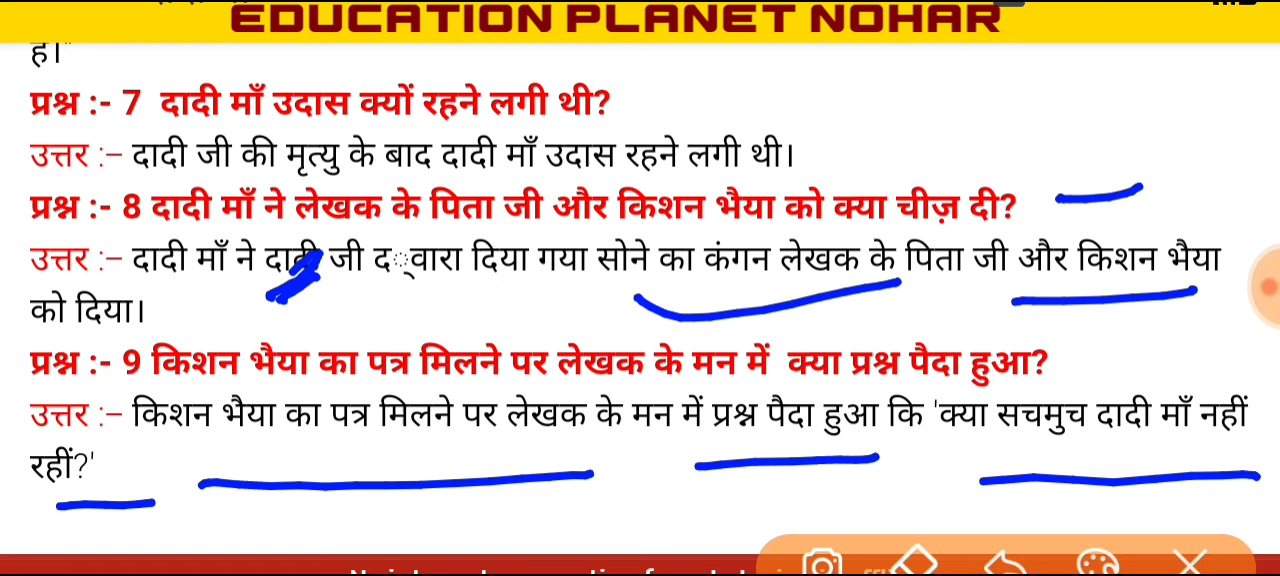 EDUCATION PLANET NOHAR
है।"
प्रश्न :- 7 दादी माँ उदास क्यों रहने लगी थी?
उत्तर :– दादी जी की मृत्यु के बाद दादी माँ उदास रहने लगी थी।
प्रश्न :- 8 दादी माँ ने लेखक के पिता जी और किशन भैया को क्या चीज़ दी?
उत्तर :– दादी माँ ने दादी जी द्वारा दिया गया सोने का कंगन लेखक के पिता जी और किशन भैया
को दिया।
प्रश्न :- 9 किशन भैया का पत्र मिलने पर लेखक के मन में क्या प्रश्न पैदा हुआ?
उत्तर :– किशन भैया का पत्र मिलने पर लेखक के मन में प्रश्न पैदा हुआ कि 'क्या सचमुच दादी माँ नहीं
रहीं?'